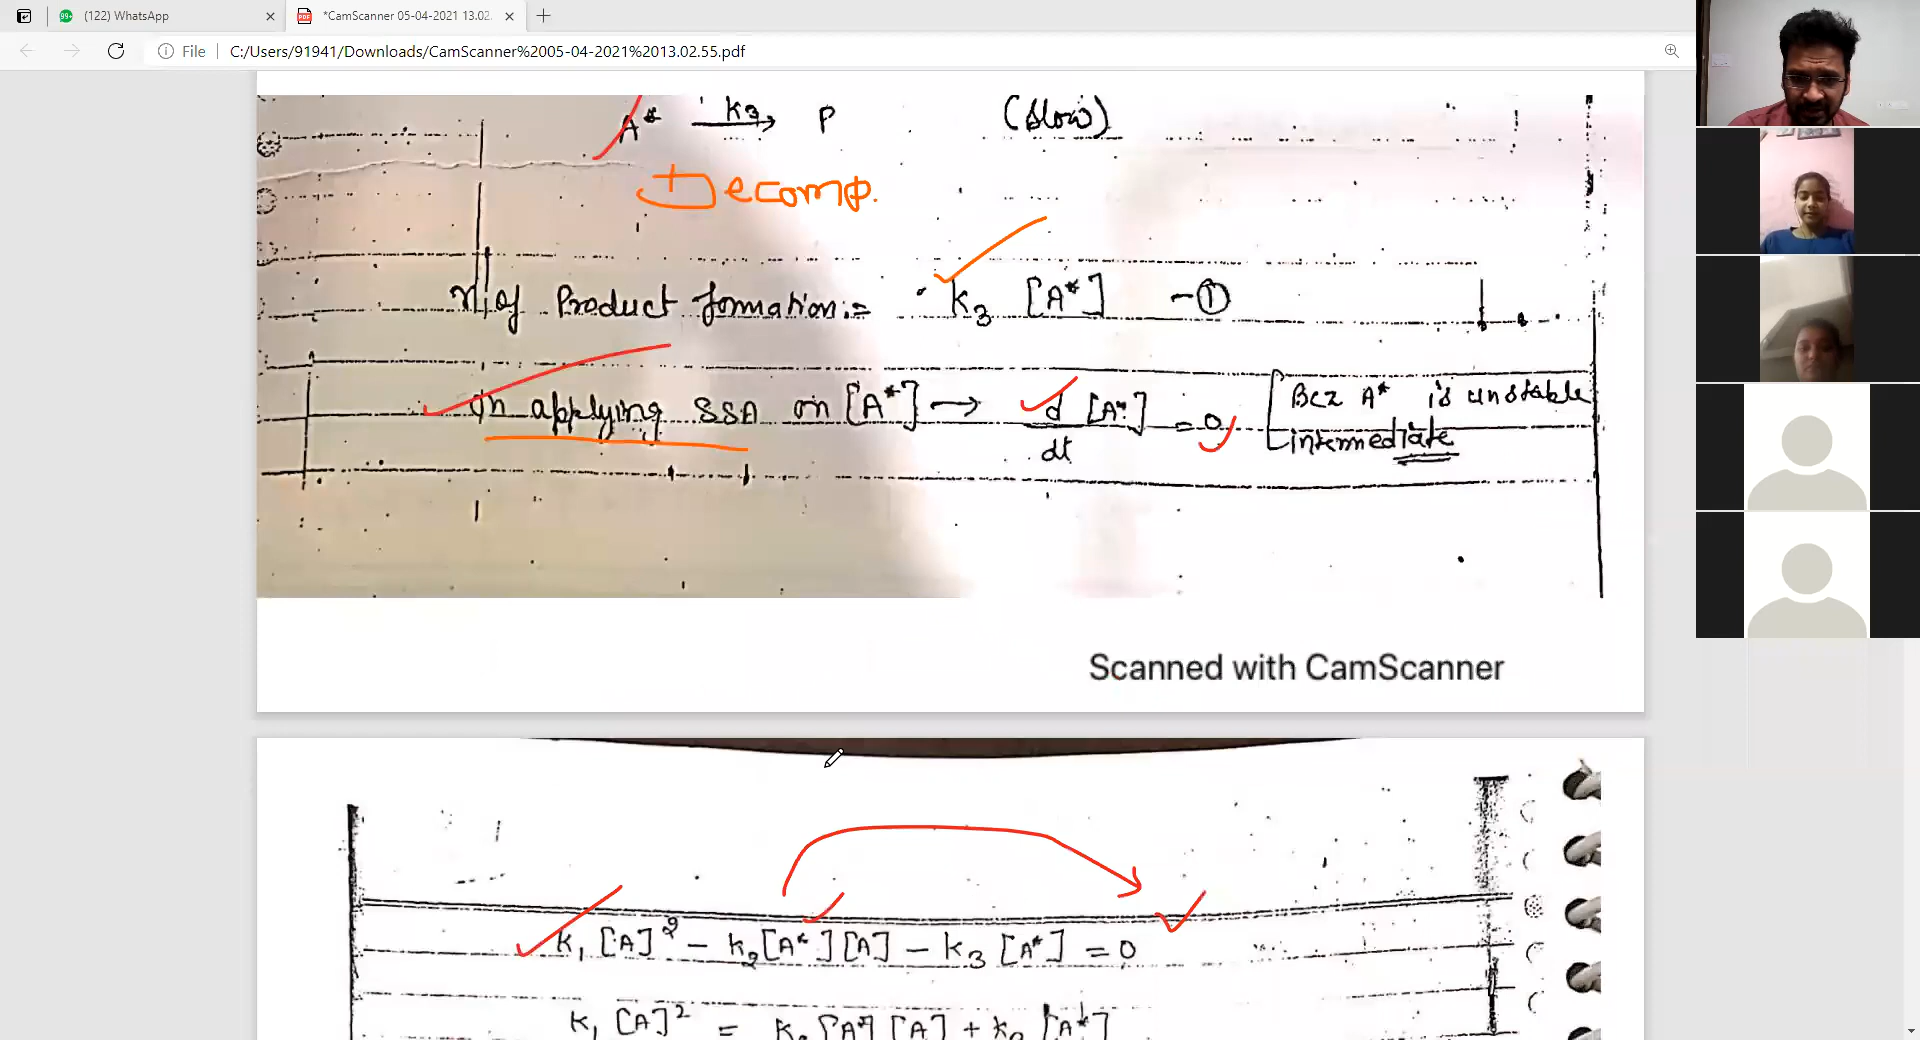 (122) WhatsApp
*CamScanner 05-04-2021 13.02.
File
C:/Users/91941/Downloads/CamScanner%2005-04-2021%2013.02.55.pdf
A* K3 → P (slow)
Decomp.
of Product formation:= K3 [A*] -①
On applying SSA on [A*] → d [A*] / dt = 0 [Bcz A* is unstable
intermediate
Scanned with CamScanner
K1 [A]² - K2 [A*][A] - K3 [A*] = 0
K1 [A]² = [A] + [A*]